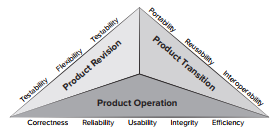 Testability
Flexibility
Testability
Portability
Reusability
Interoperability
Product Revision
Product Transition
Product Operation
Correctness Reliability Usability Integrity Efficiency